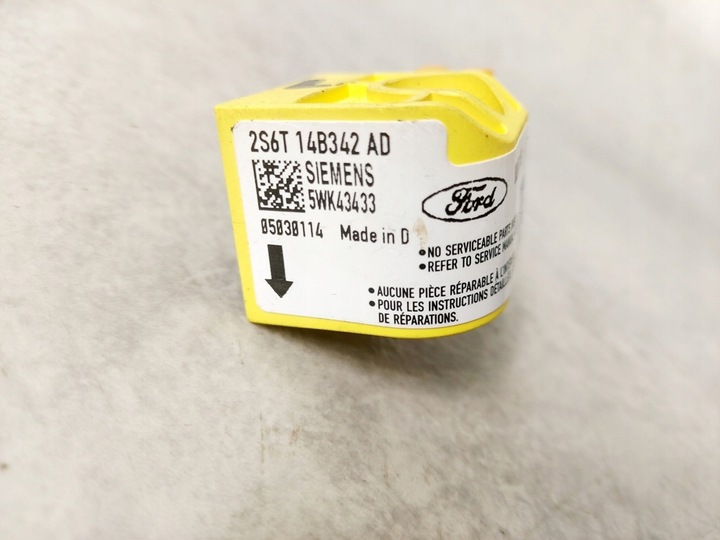 2S6T 14B342 AD
SIEMENS
5WK43433
05030114 Made in D
Ford
•NO SERVICEABLE PARTS
•REFER TO SERVICE
•AUCUNE PIÈCE RÉPARABLE À
•POUR LES INSTRUCTIONS
DE RÉPARATIONS.